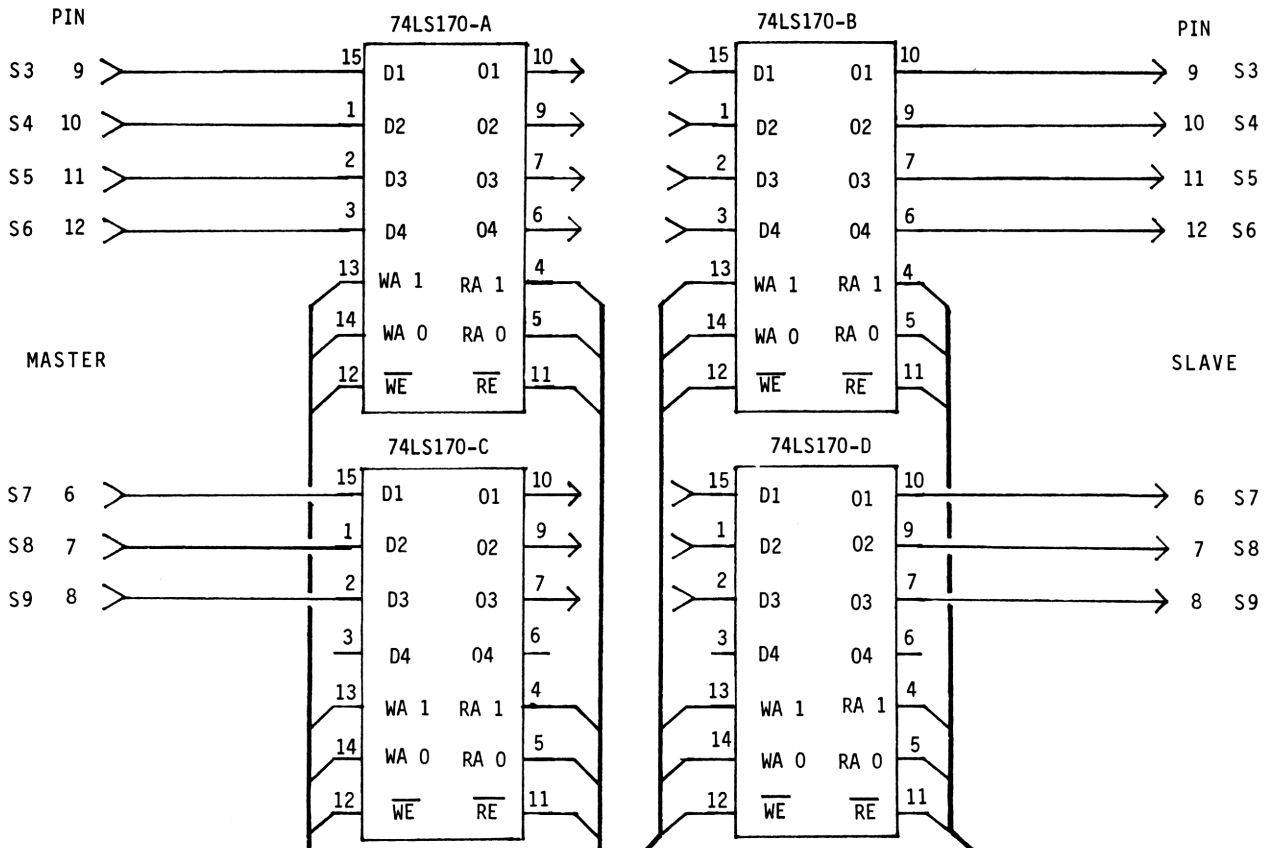 PIN 74LS170-A 74LS170-B PIN
15 10 15 10
S3 9 D1 O1 D1 O1 9 S3
1 9 1 9
S4 10 D2 O2 D2 O2 10 S4
2 7 2 7
S5 11 D3 O3 D3 O3 11 S5
3 6 3 6
S6 12 D4 O4 D4 O4 12 S6
13 4 13 4
WA 1 RA 1 WA 1 RA 1
14 5 14 5
WA 0 RA 0 WA 0 RA 0
MASTER SLAVE
12 11 12 11
WE RE WE RE
74LS170-C 74LS170-D
15 10 15 10
S7 6 D1 O1 D1 O1 6 S7
1 9 1 9
S8 7 D2 O2 D2 O2 7 S8
2 7 2 7
S9 8 D3 O3 D3 O3 8 S9
3 6 3 6
D4 O4 D4 O4
13 4 13 4
WA 1 RA 1 WA 1 RA 1
14 5 14 5
WA 0 RA 0 WA 0 RA 0
12 11 12 11
WE RE WE RE